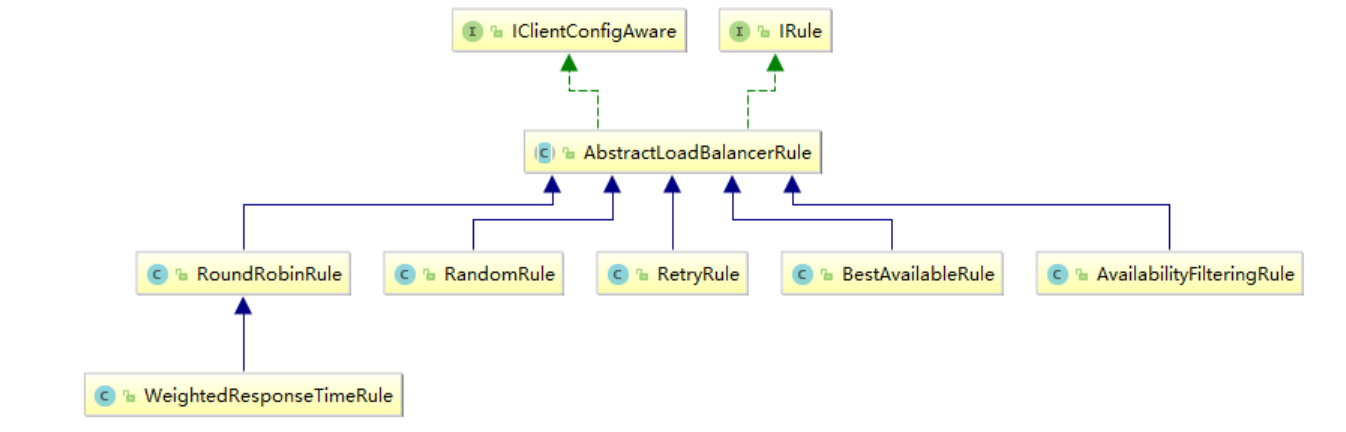 I IClientConfigAware
I IRule
C AbstractLoadBalancerRule
C RoundRobinRule
C RandomRule
C RetryRule
C BestAvailableRule
C AvailabilityFilteringRule
C WeightedResponseTimeRule